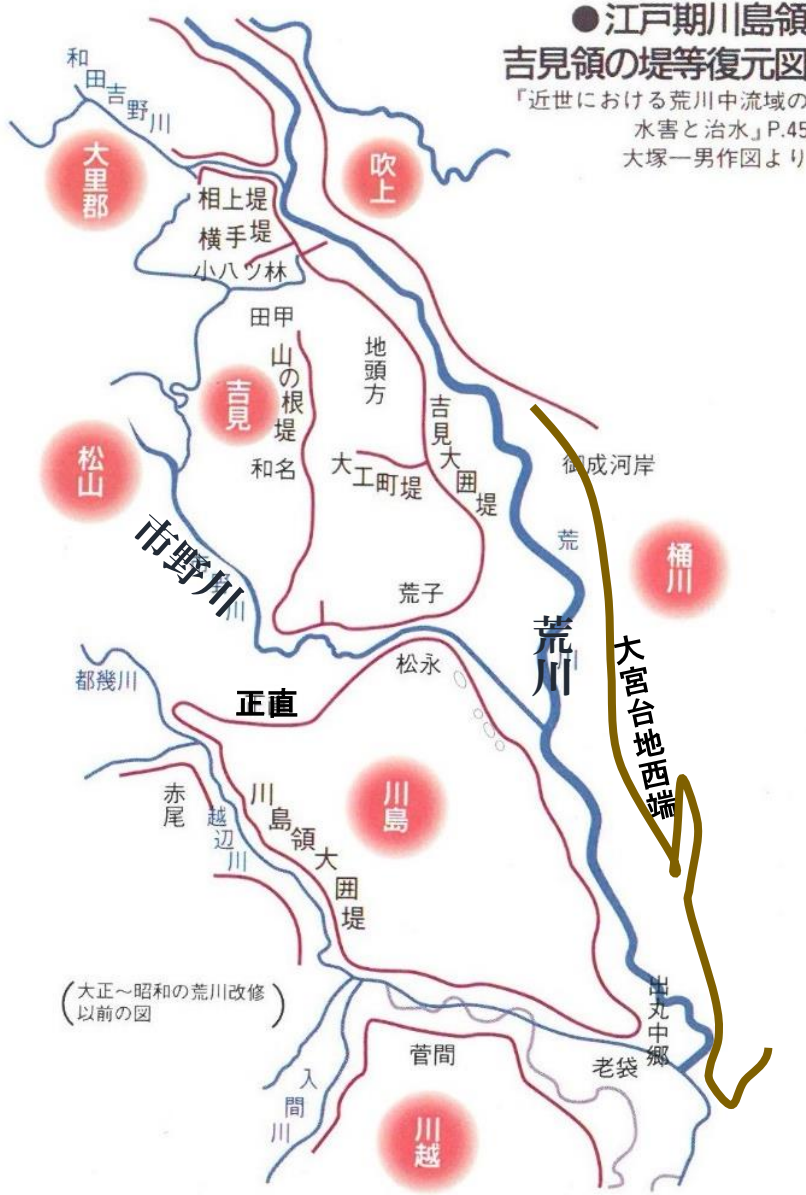 ●江戸期川島領
吉見領の堤等復元図
『近世における荒川中流域の
水害と治水』P.45
大塚一男作図より
和田吉野川
大里郡
吹上
相上堤
横手堤
小八ツ林
田甲
地頭方
山の根堤
吉見
吉見大囲堤
松山
和名
大工町堤
御成河岸
荒
桶川
市野川
川
荒子
荒川
川
大宮台地西端
松永
都幾川
正直
赤尾
越辺川
川島
川島領大囲堤
(大正〜昭和の荒川改修
以前の図)
出丸中郷
菅間
老袋
入間川
川越